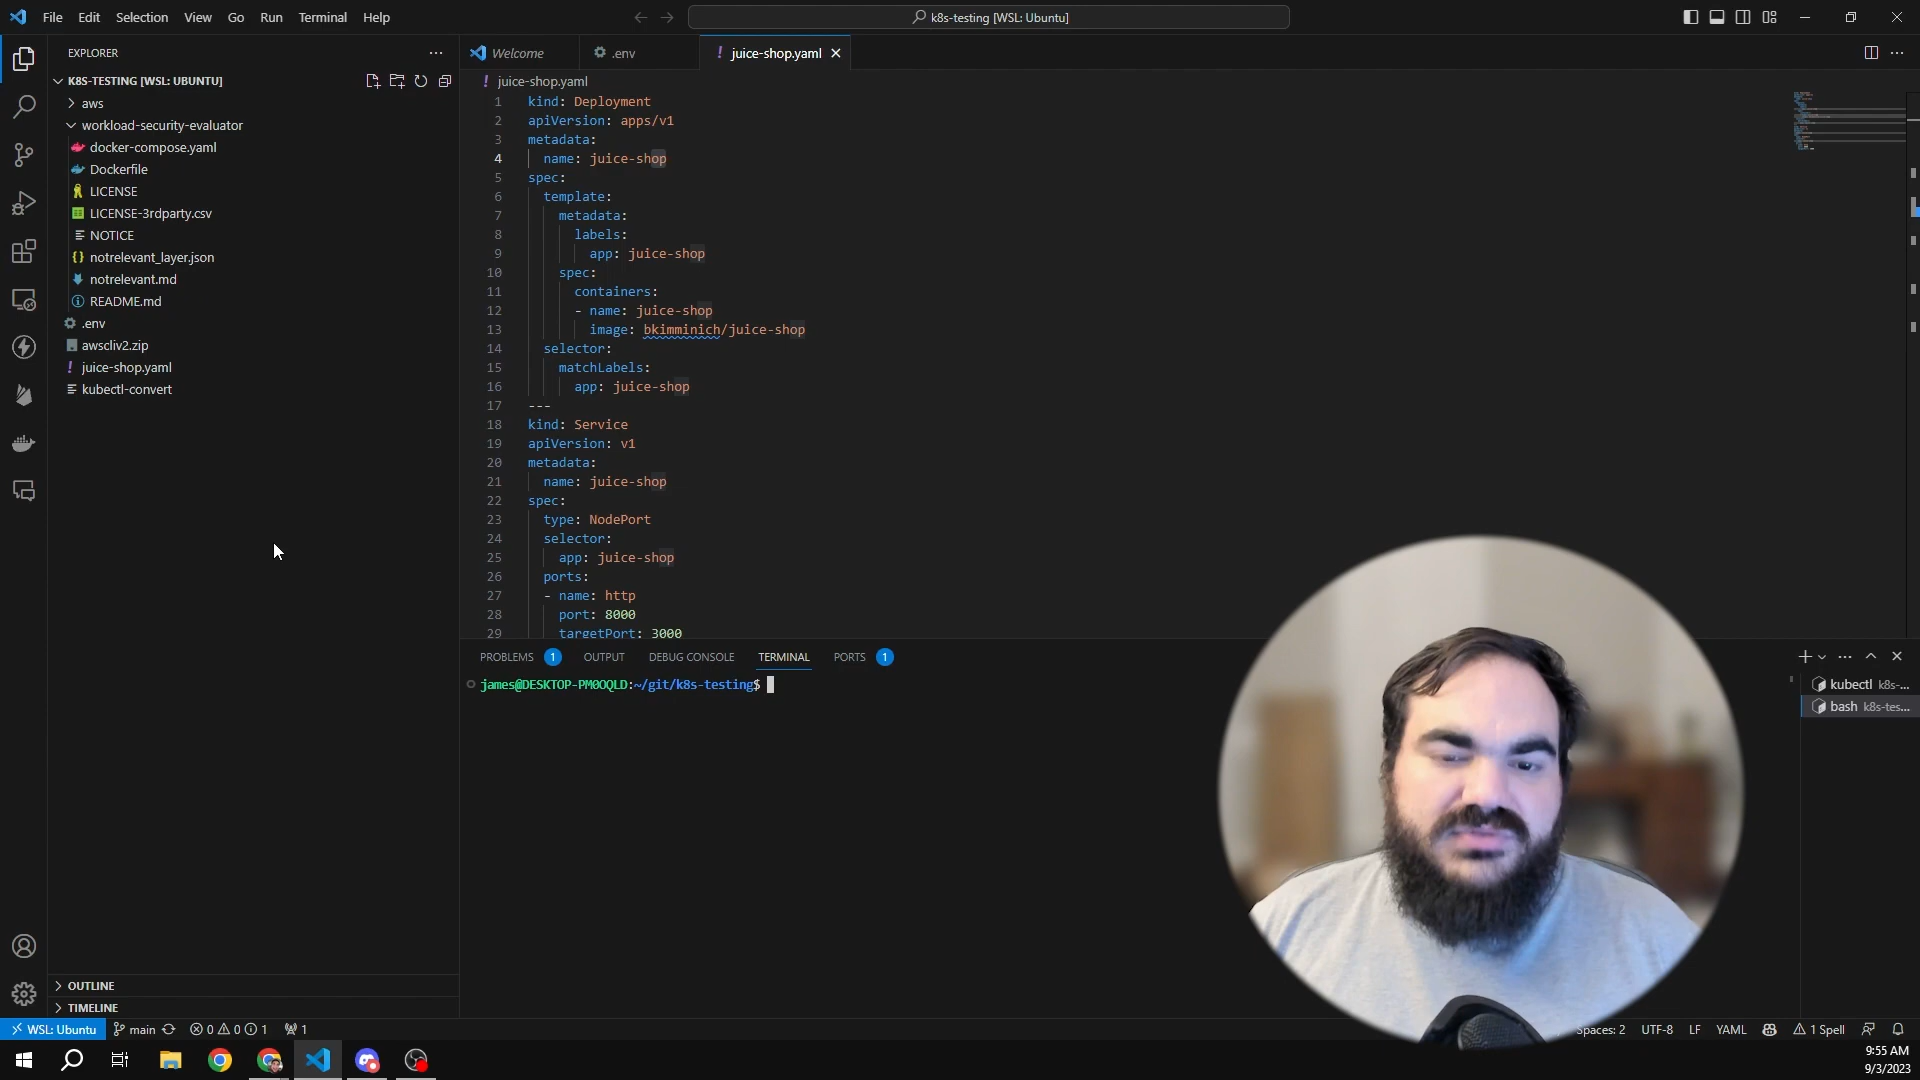 File Edit Selection View Go Run Terminal Help
k8s-testing [WSL: Ubuntu]
EXPLORER
Welcome
.env
! juice-shop.yaml
K8S-TESTING [WSL: UBUNTU]
aws
workload-security-evaluator
docker-compose.yaml
Dockerfile
LICENSE
LICENSE-3rdparty.csv
NOTICE
{} notrelevant_layer.json
notrelevant.md
README.md
.env
awscliv2.zip
! juice-shop.yaml
kubectl-convert
OUTLINE
TIMELINE
! juice-shop.yaml
1 kind: Deployment
2 apiVersion: apps/v1
3 metadata:
4 name: juice-shop
5 spec:
6 template:
7 metadata:
8 labels:
9 app: juice-shop
10 spec:
11 containers:
12 - name: juice-shop
13 image: bkimminich/juice-shop
14 selector:
15 matchLabels:
16 app: juice-shop
17 ---
18 kind: Service
19 apiVersion: v1
20 metadata:
21 name: juice-shop
22 spec:
23 type: NodePort
24 selector:
25 app: juice-shop
26 ports:
27 - name: http
28 port: 8000
29 targetPort: 3000
PROBLEMS 1 OUTPUT DEBUG CONSOLE TERMINAL PORTS 1
james@DESKTOP-PM0OQLD:~/git/k8s-testing$
kubectl k8s-...
bash k8s-tes...
WSL: Ubuntu main 0 0 1 1
Spaces: 2 UTF-8 LF YAML 1 Spell
9:55 AM
9/3/2023